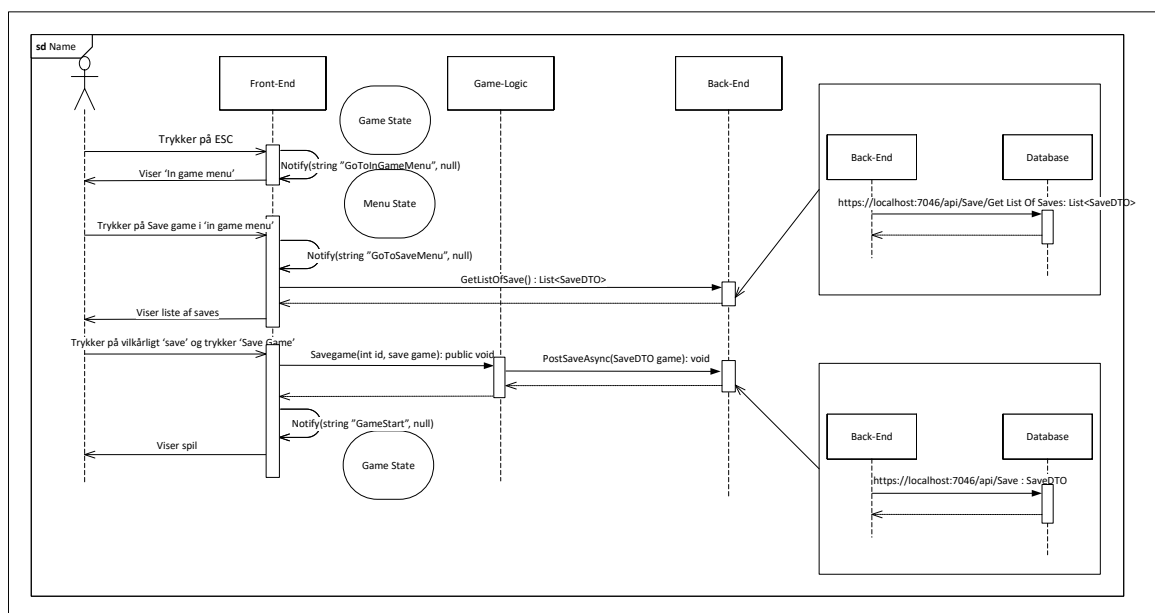 sd Name
Front-End
Game-Logic
Back-End
Game State
Trykker på ESC
Notify(string "GoToInGameMenu", null)
Viser 'In game menu'
Menu State
Trykker på Save game i 'in game menu'
Notify(string "GoToSaveMenu", null)
GetListOfSave() : List<SaveDTO>
Viser liste af saves
Trykker på vilkårligt 'save' og trykker 'Save Game'
Savegame(int id, save game): public void
PostSaveAsync(SaveDTO game): void
Notify(string "GameStart", null)
Viser spil
Game State
Back-End
Database
https://localhost:7046/api/Save/Get List Of Saves: List<SaveDTO>
Back-End
Database
https://localhost:7046/api/Save : SaveDTO